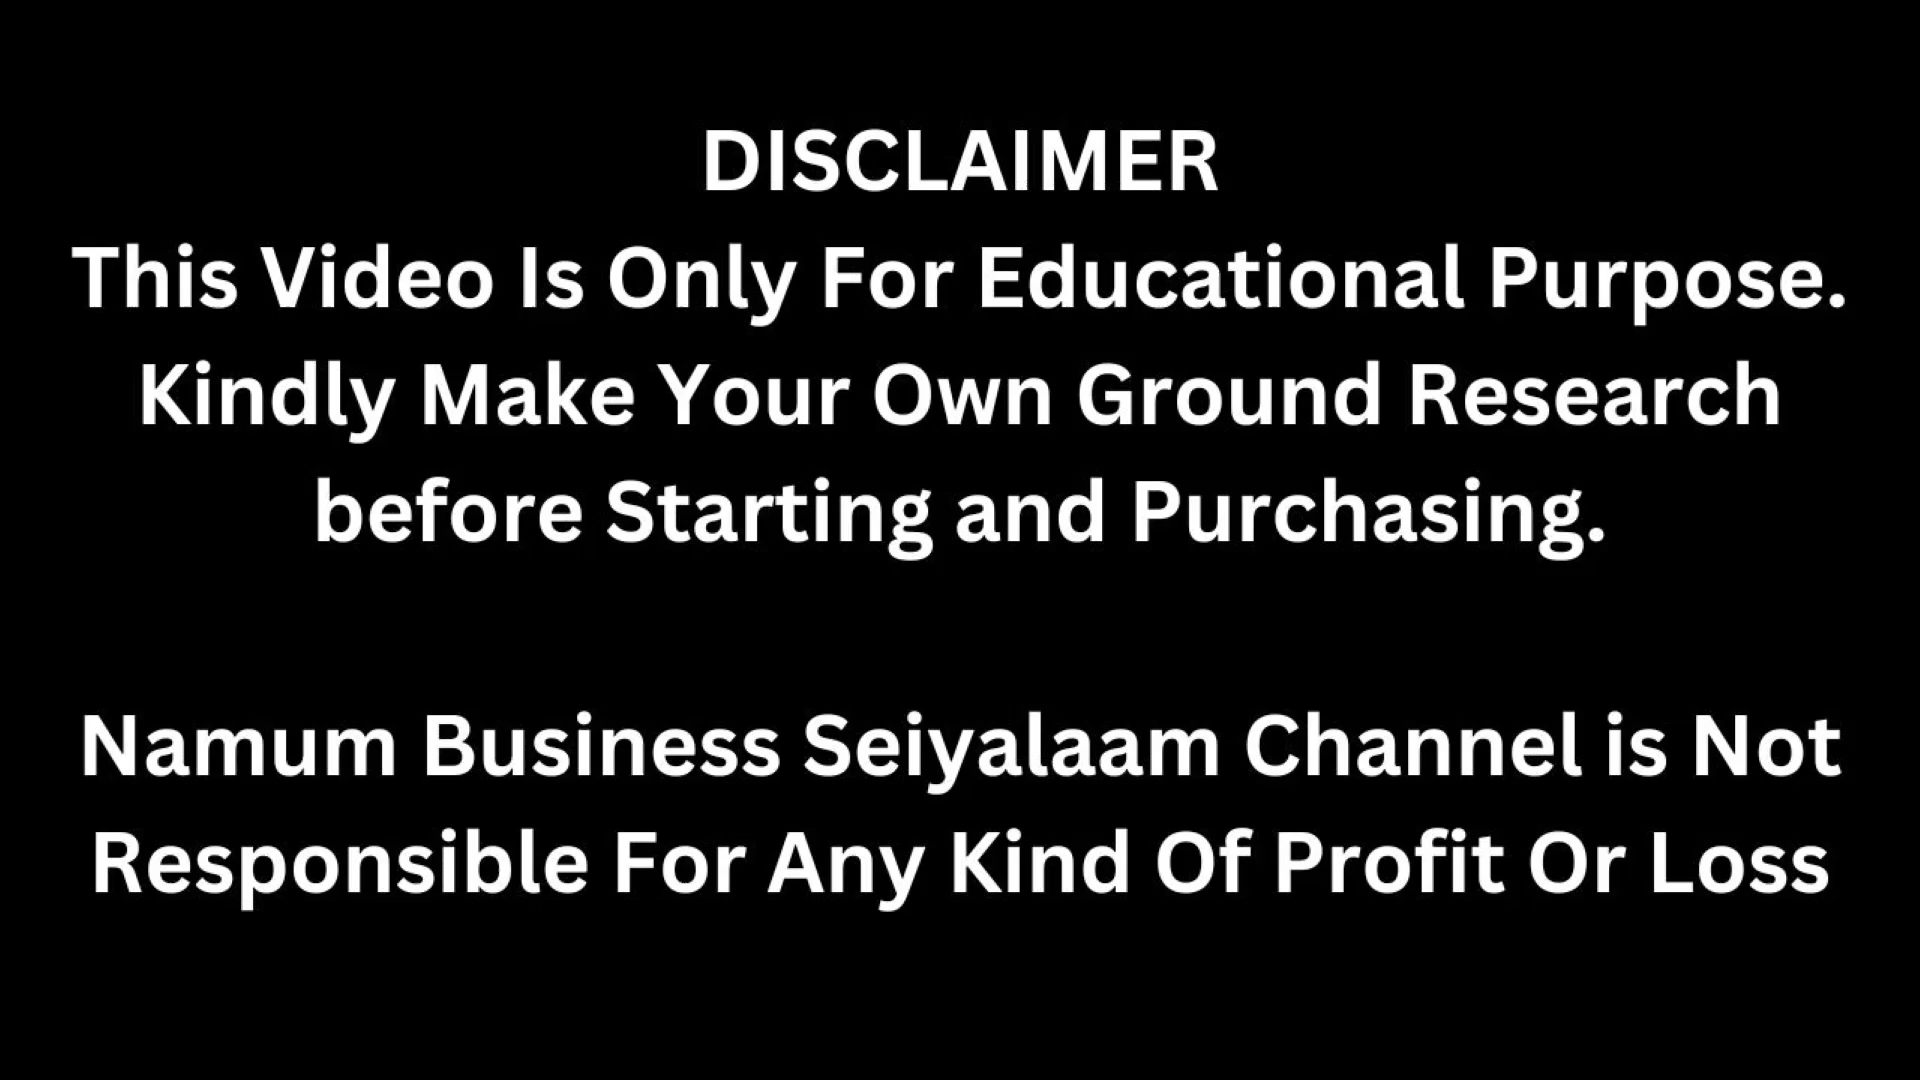 DISCLAIMER
This Video Is Only For Educational Purpose.
Kindly Make Your Own Ground Research
before Starting and Purchasing.
Namum Business Seiyalaam Channel is Not
Responsible For Any Kind Of Profit Or Loss